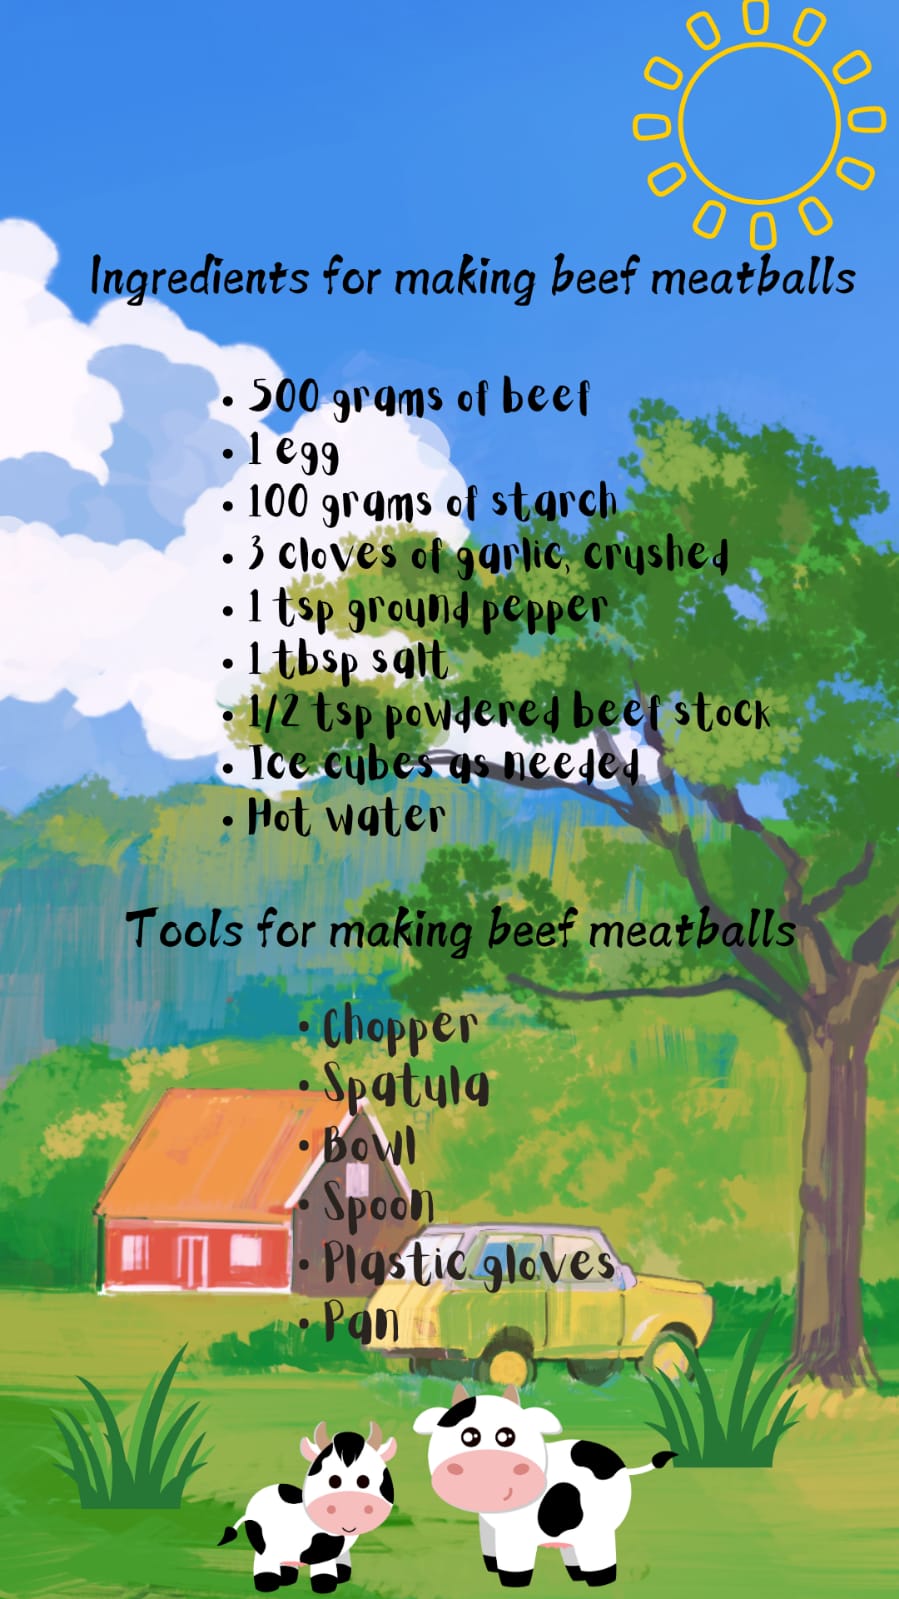 Ingredients for making beef meatballs
• 500 grams of beef
• 1 egg
• 100 grams of starch
• 3 cloves of garlic, crushed
• 1 tsp ground pepper
• 1 tbsp salt
• 1/2 tsp powdered beef stock
• Ice cubes as needed
• Hot water
Tools for making beef meatballs
• Chopper
• Spatula
• Bowl
• Spoon
• Plastic gloves
• Pan